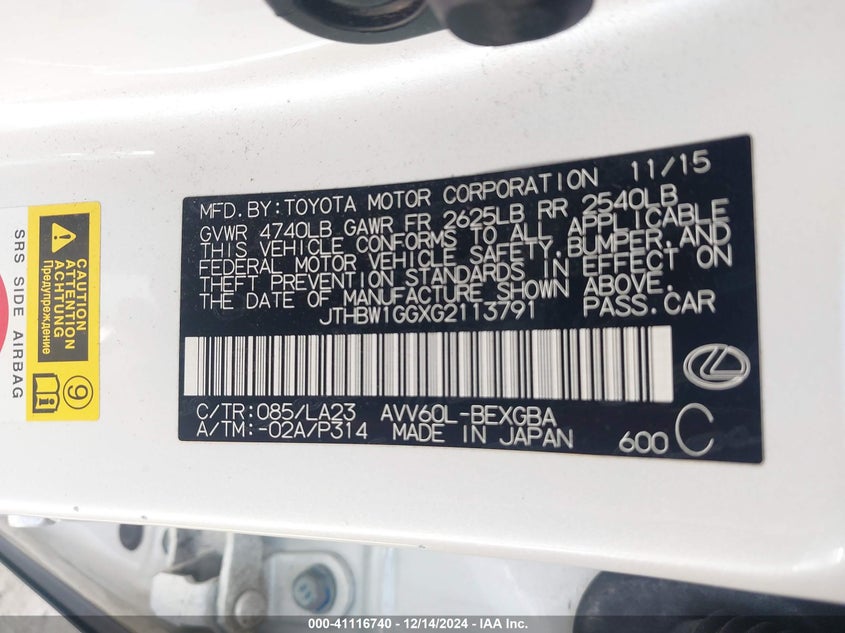 MFD.BY:TOYOTA MOTOR CORPORATION 11/15
GVWR 4740LB GAWR FR 2625LB RR 2540LB
THIS VEHICLE CONFORMS TO ALL APPLICABLE
FEDERAL MOTOR VEHICLE SAFETY,BUMPER,AND
THEFT PREVENTION STANDARDS IN EFFECT ON
THE DATE OF MANUFACTURE SHOWN ABOVE.
JTHBW1GGXG2113791 PASS.CAR
C/TR:085/LA23 AVV60L-BEXGBA
A/TM:-02A/P314 MADE IN JAPAN 600 C
SRS SIDE AIRBAG
CAUTION
ATTENTION
ACHTUNG
Предупреждение
9
000-41116740 / 12/14/2024 - IAA, Inc.